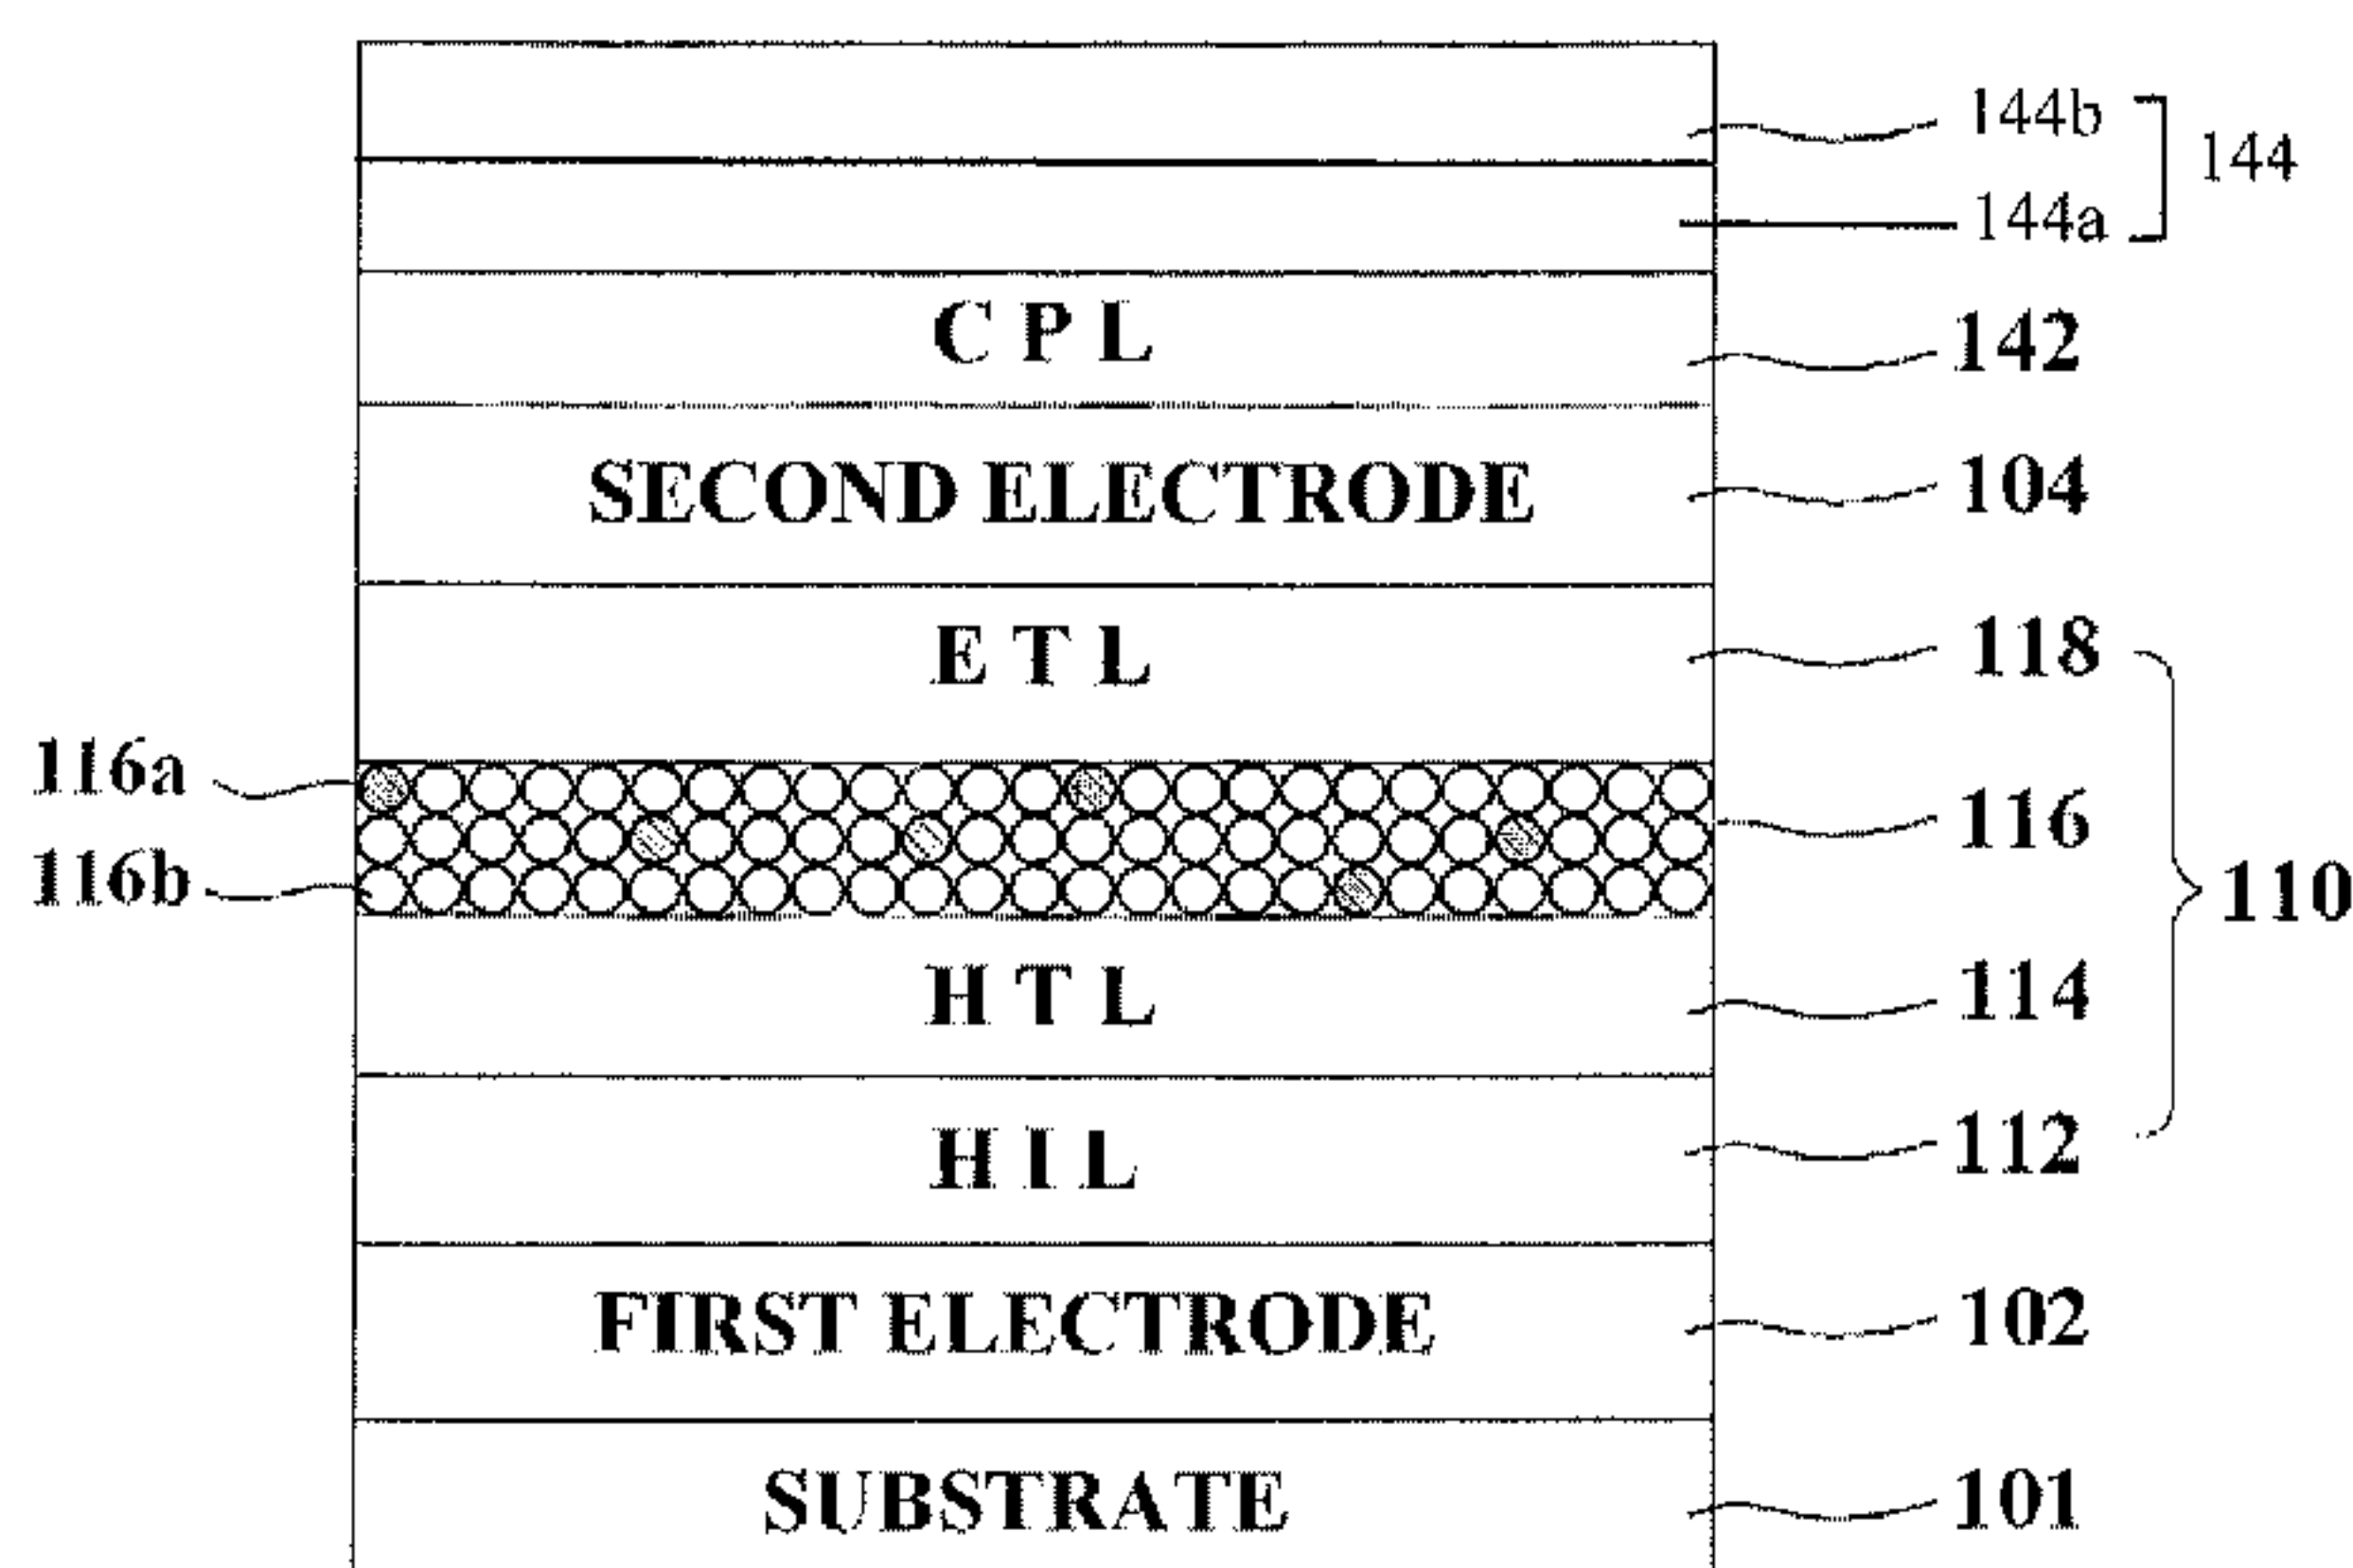 144b
144
144a
C P L 142
SECOND ELECTRODE 104
E T L 118
116a
116
116b
110
H T L 114
H I L 112
FIRST ELECTRODE 102
SUBSTRATE 101